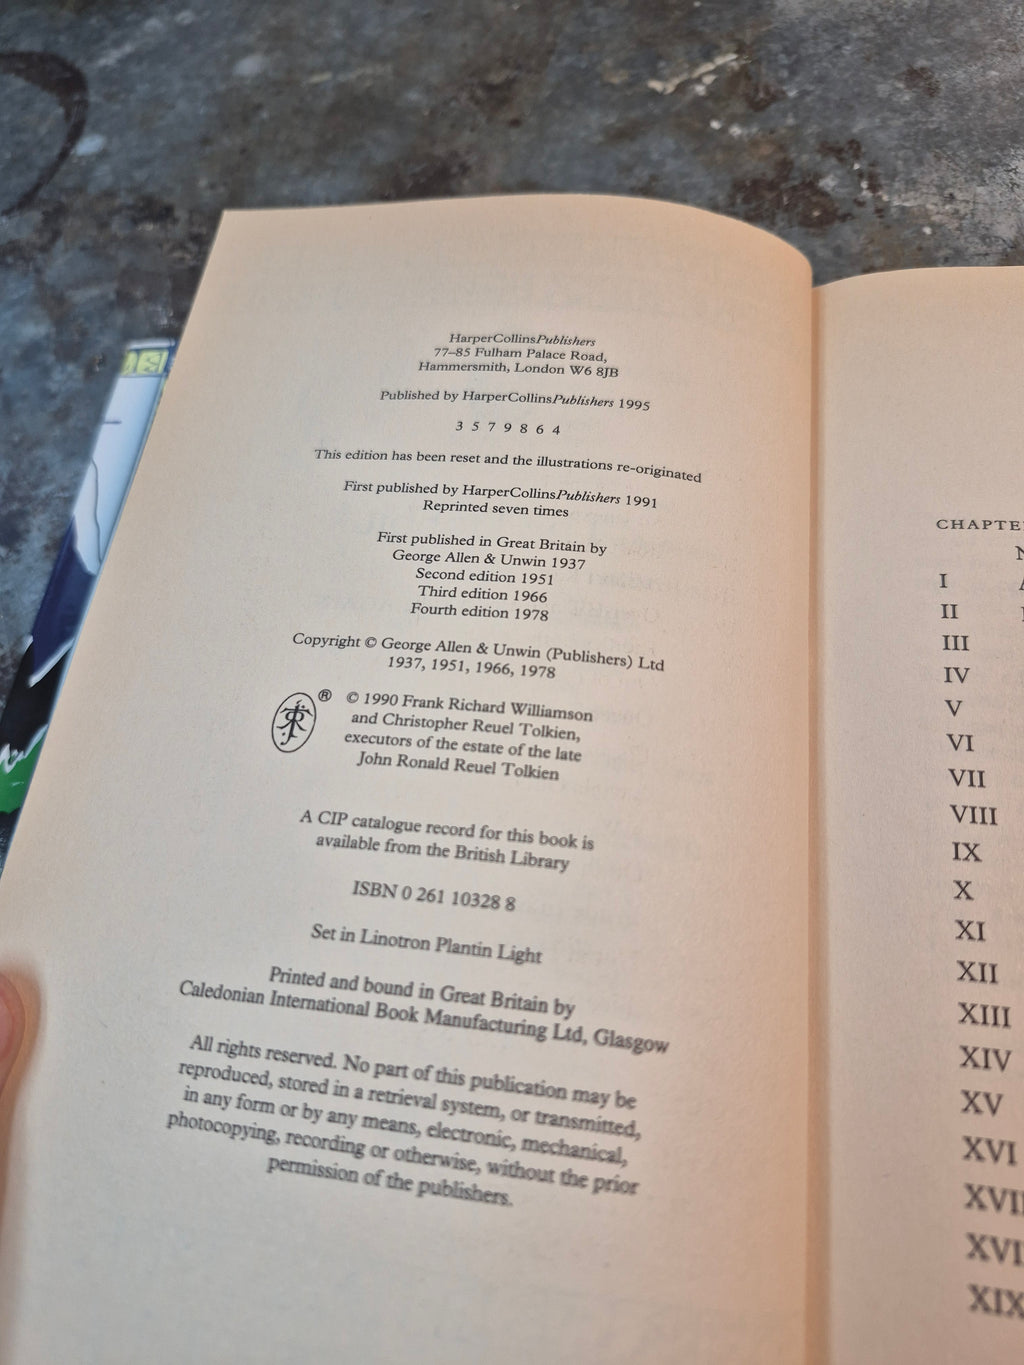 HarperCollinsPublishers
77–85 Fulham Palace Road,
Hammersmith, London W6 8JB
Published by HarperCollinsPublishers 1995
3 5 7 9 8 6 4
This edition has been reset and the illustrations re-originated
First published by HarperCollinsPublishers 1991
Reprinted seven times
First published in Great Britain by
George Allen & Unwin 1937
Second edition 1951
Third edition 1966
Fourth edition 1978
Copyright © George Allen & Unwin (Publishers) Ltd
1937, 1951, 1966, 1978
® © 1990 Frank Richard Williamson
and Christopher Reuel Tolkien,
executors of the estate of the late
John Ronald Reuel Tolkien
A CIP catalogue record for this book is
available from the British Library
ISBN 0 261 10328 8
Set in Linotron Plantin Light
Printed and bound in Great Britain by
Caledonian International Book Manufacturing Ltd, Glasgow
All rights reserved. No part of this publication may be
reproduced, stored in a retrieval system, or transmitted,
in any form or by any means, electronic, mechanical,
photocopying, recording or otherwise, without the prior
permission of the publishers.
CHAPTE
I
II
III
IV
V
VI
VII
VIII
IX
X
XI
XII
XIII
XIV
XV
XVI
XVII
XVI
XIX